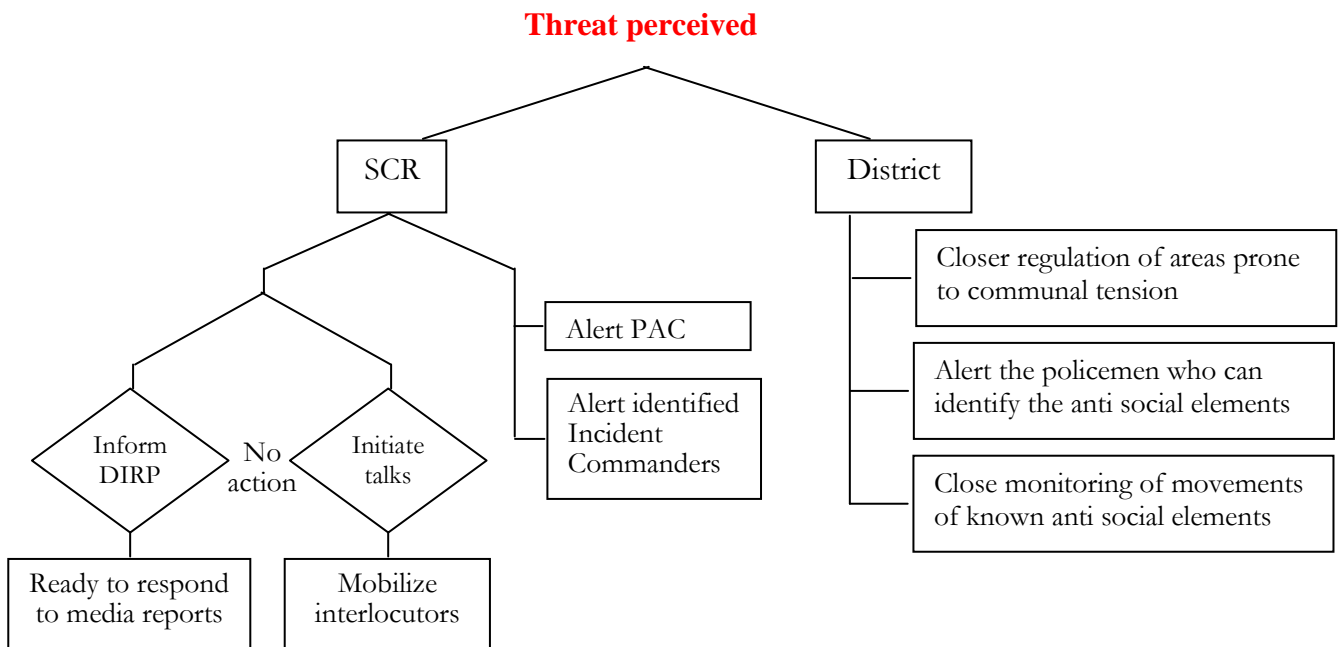 Threat perceived
SCR
District
Closer regulation of areas prone
to communal tension
Alert PAC
Alert the policemen who can
identify the anti social elements
Alert identified
Incident
Commanders
Inform
DIRP
No
action
Initiate
talks
Close monitoring of movements
of known anti social elements
Ready to respond
to media reports
Mobilize
interlocutors